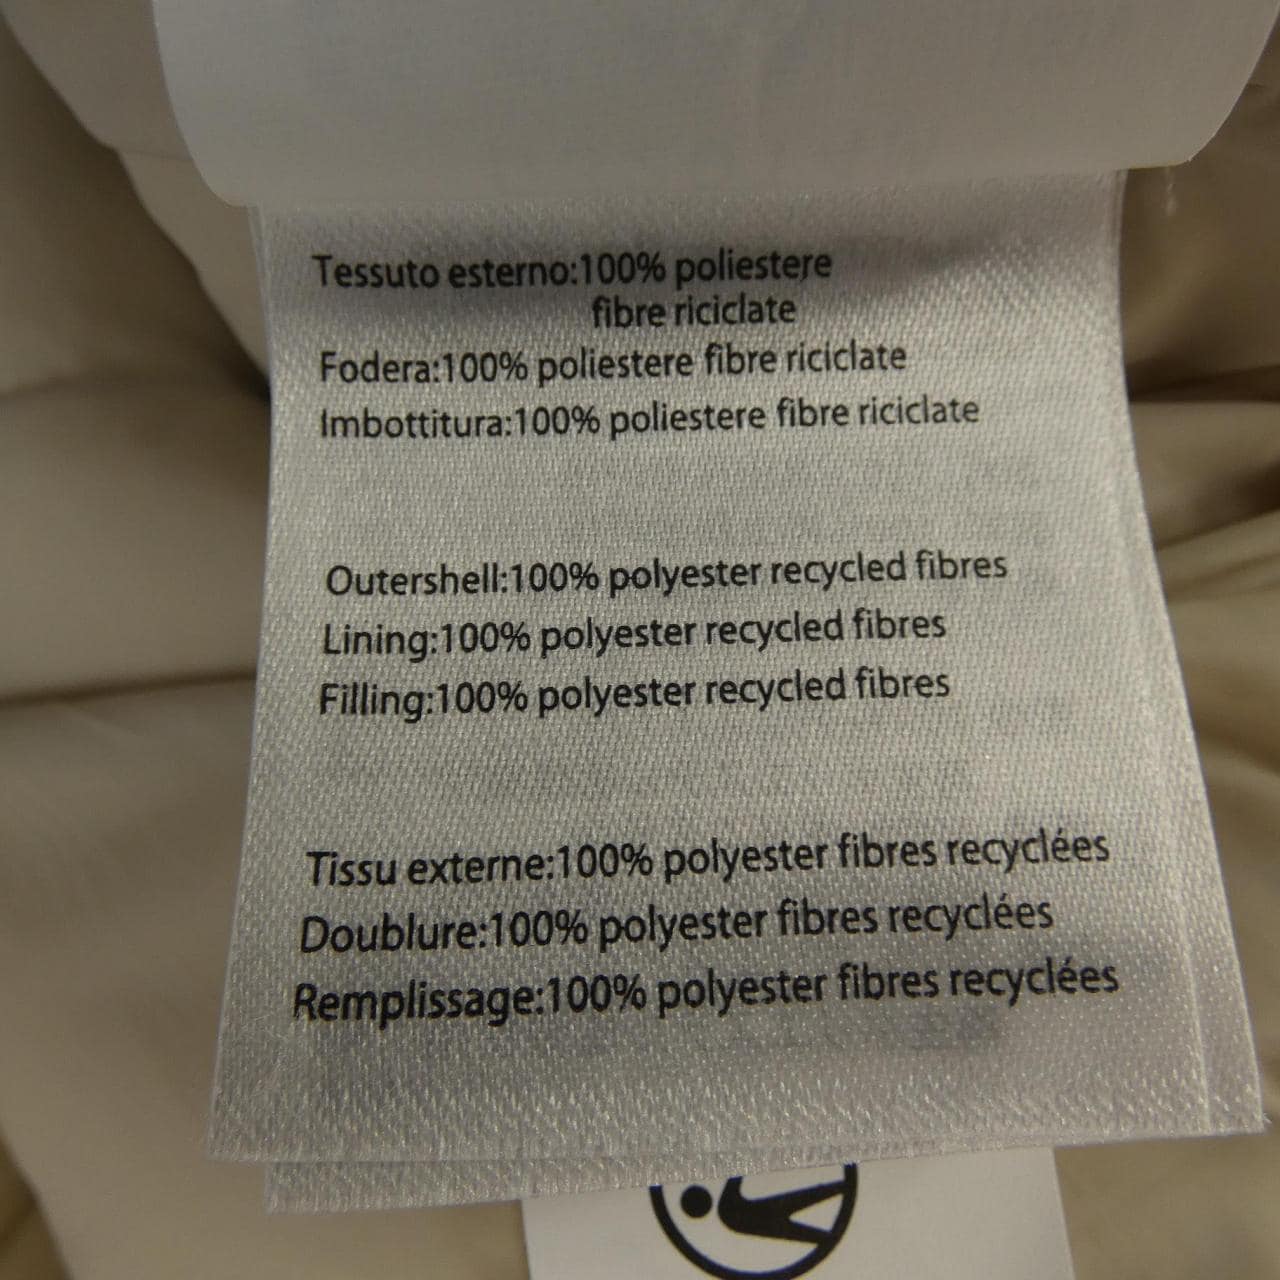 Tessuto esterno:100% poliestere
fibre riciclate
Fodera:100% poliestere fibre riciclate
Imbottitura:100% poliestere fibre riciclate
Outershell:100% polyester recycled fibres
Lining:100% polyester recycled fibres
Filling:100% polyester recycled fibres
Tissu externe:100% polyester fibres recyclées
Doublure:100% polyester fibres recyclées
Remplissage:100% polyester fibres recyclées